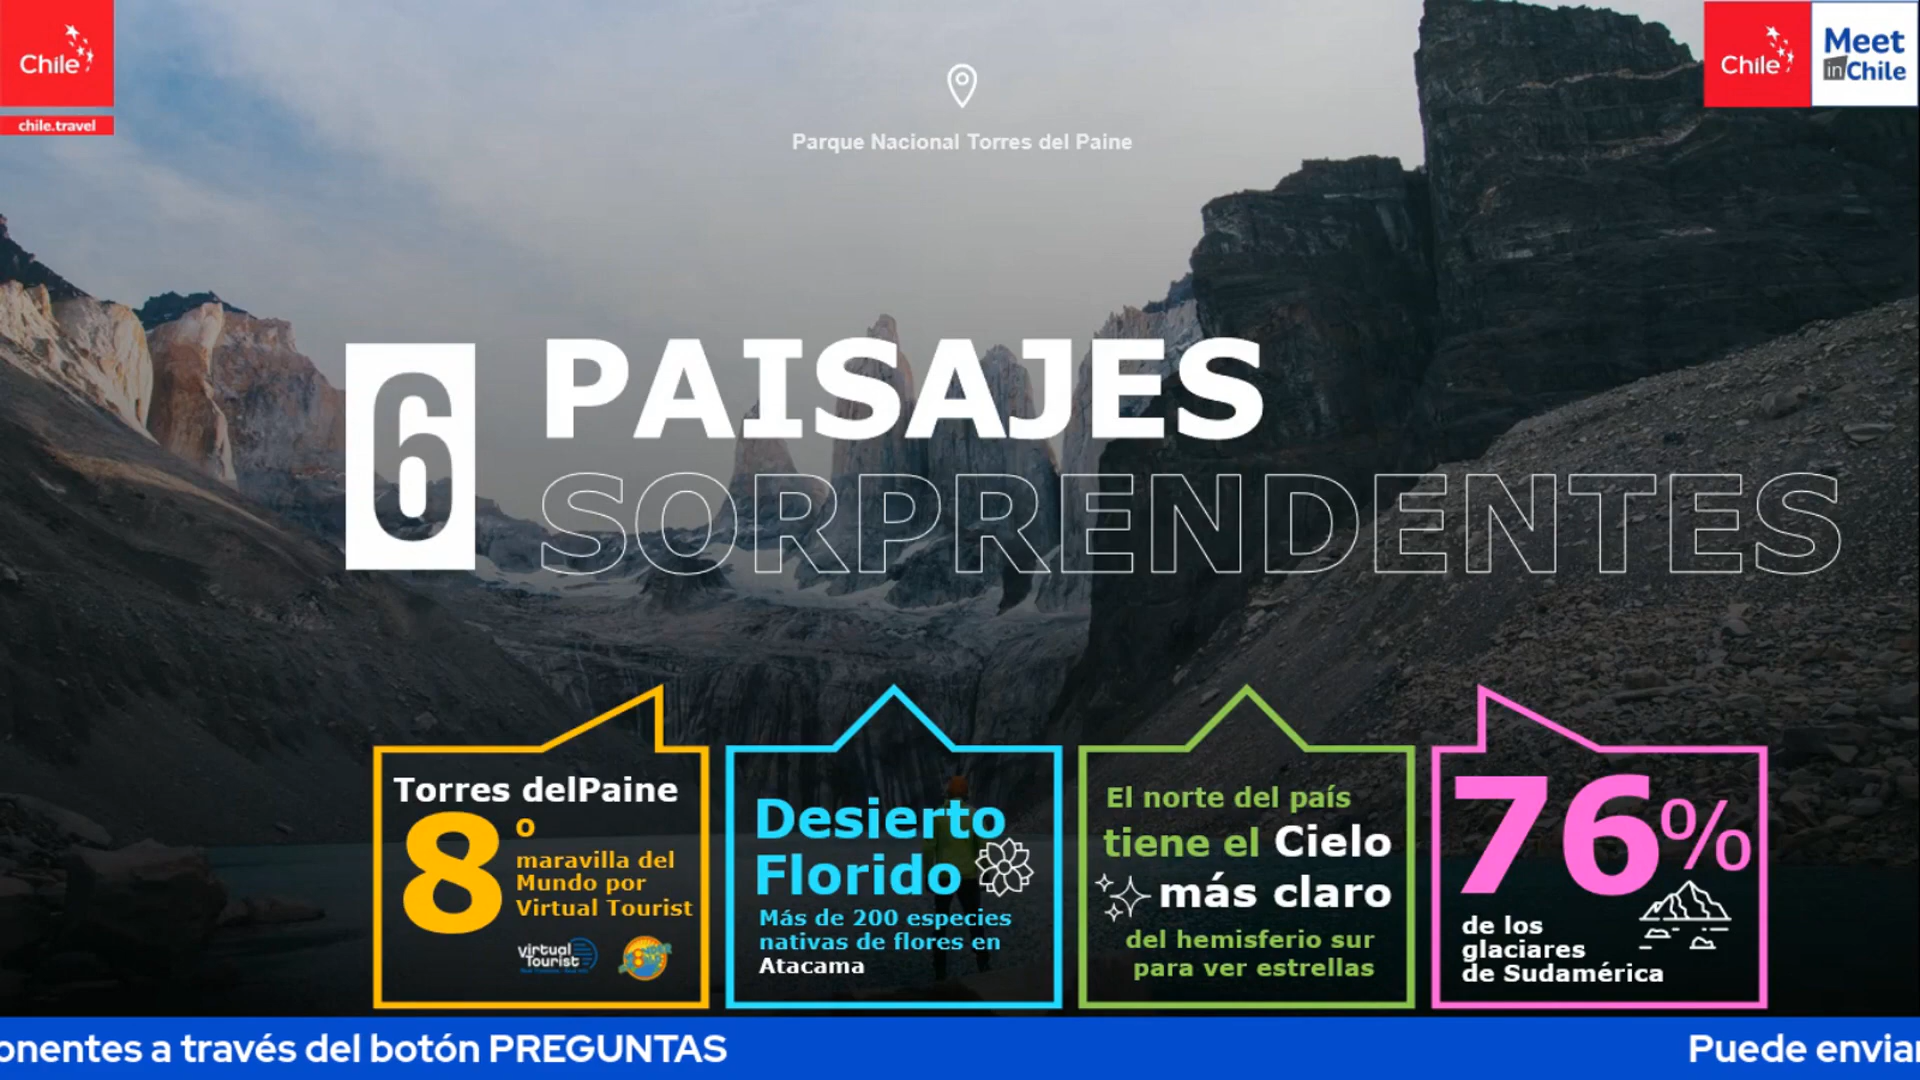 Chile
chile.travel
Chile
Meet
in Chile
Parque Nacional Torres del Paine
6
PAISAJES
SORPRENDENTES
Torres delPaine
8 o
maravilla del
Mundo por
Virtual Tourist
virtual
Tourist
Desierto
Florido
Más de 200 especies
nativas de flores en
Atacama
El norte del país
tiene el Cielo
más claro
del hemisferio sur
para ver estrellas
76%
de los
glaciares
de Sudamérica
onentes a través del botón PREGUNTAS
Puede enviar